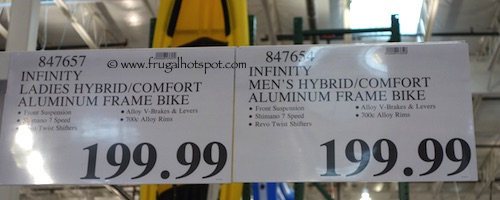 847657
INFINITY
LADIES HYBRID/COMFORT
ALUMINUM FRAME BIKE
• Front Suspension
• Shimano 7 Speed
• Revo Twist Shifters
• Alloy V-Brakes & Levers
• 700c Alloy Rims
199.99
www.frugalhotspot.com
847654
INFINITY
MEN'S HYBRID/COMFORT
ALUMINUM FRAME BIKE
• Front Suspension
• Shimano 7 Speed
• Revo Twist Shifters
• Alloy V-Brakes & Levers
• 700c Alloy Rims
199.99